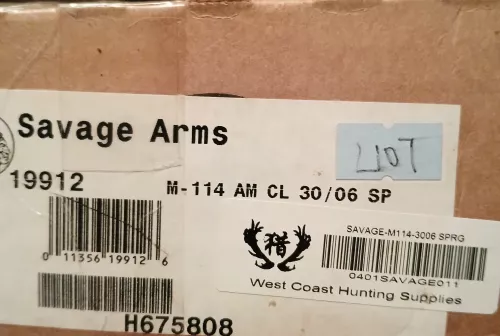 Savage Arms
19912
M-114 AM CL 30/06 SP
0 11356 19912 6
H675808
SAVAGE-M114-3006 SPRG
猎
0401SAVAGE011
West Coast Hunting Supplies